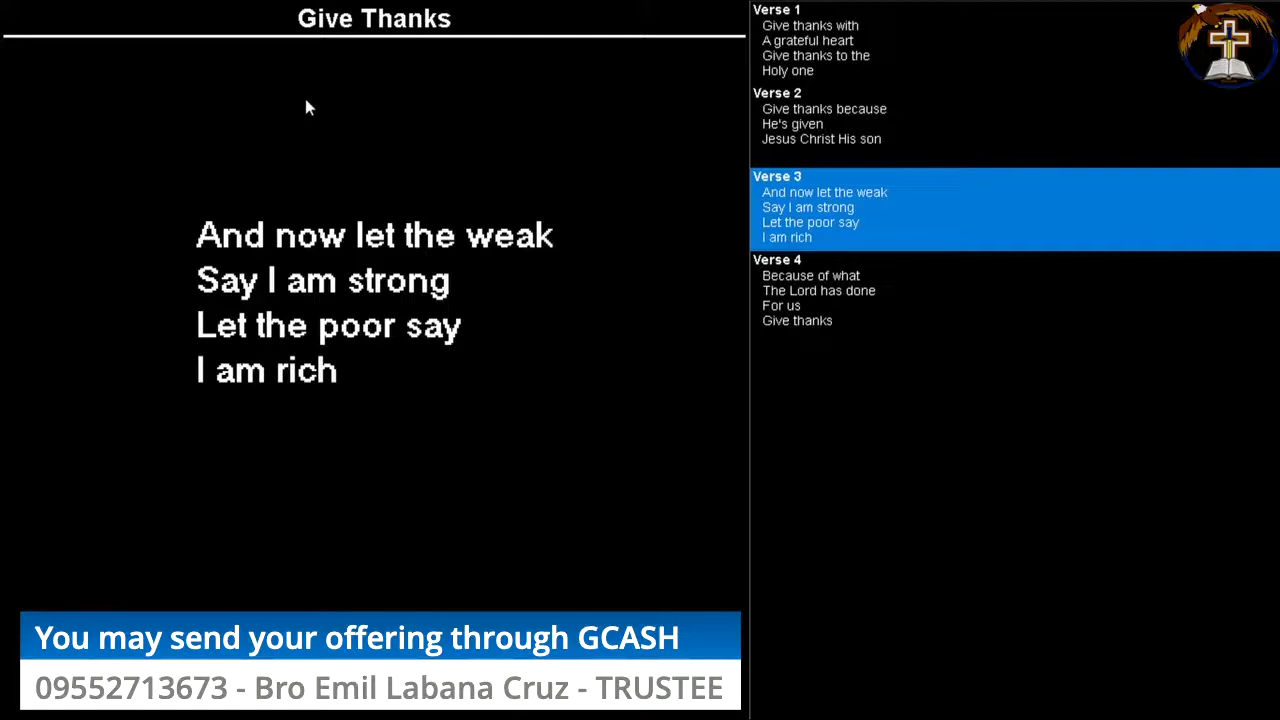 Give Thanks
And now let the weak
Say I am strong
Let the poor say
I am rich
You may send your offering through GCASH
09552713673 - Bro Emil Labana Cruz - TRUSTEE
Verse 1
Give thanks with
A grateful heart
Give thanks to the
Holy one
Verse 2
Give thanks because
He's given
Jesus Christ His son
Verse 3
And now let the weak
Say I am strong
Let the poor say
I am rich
Verse 4
Because of what
The Lord has done
For us
Give thanks